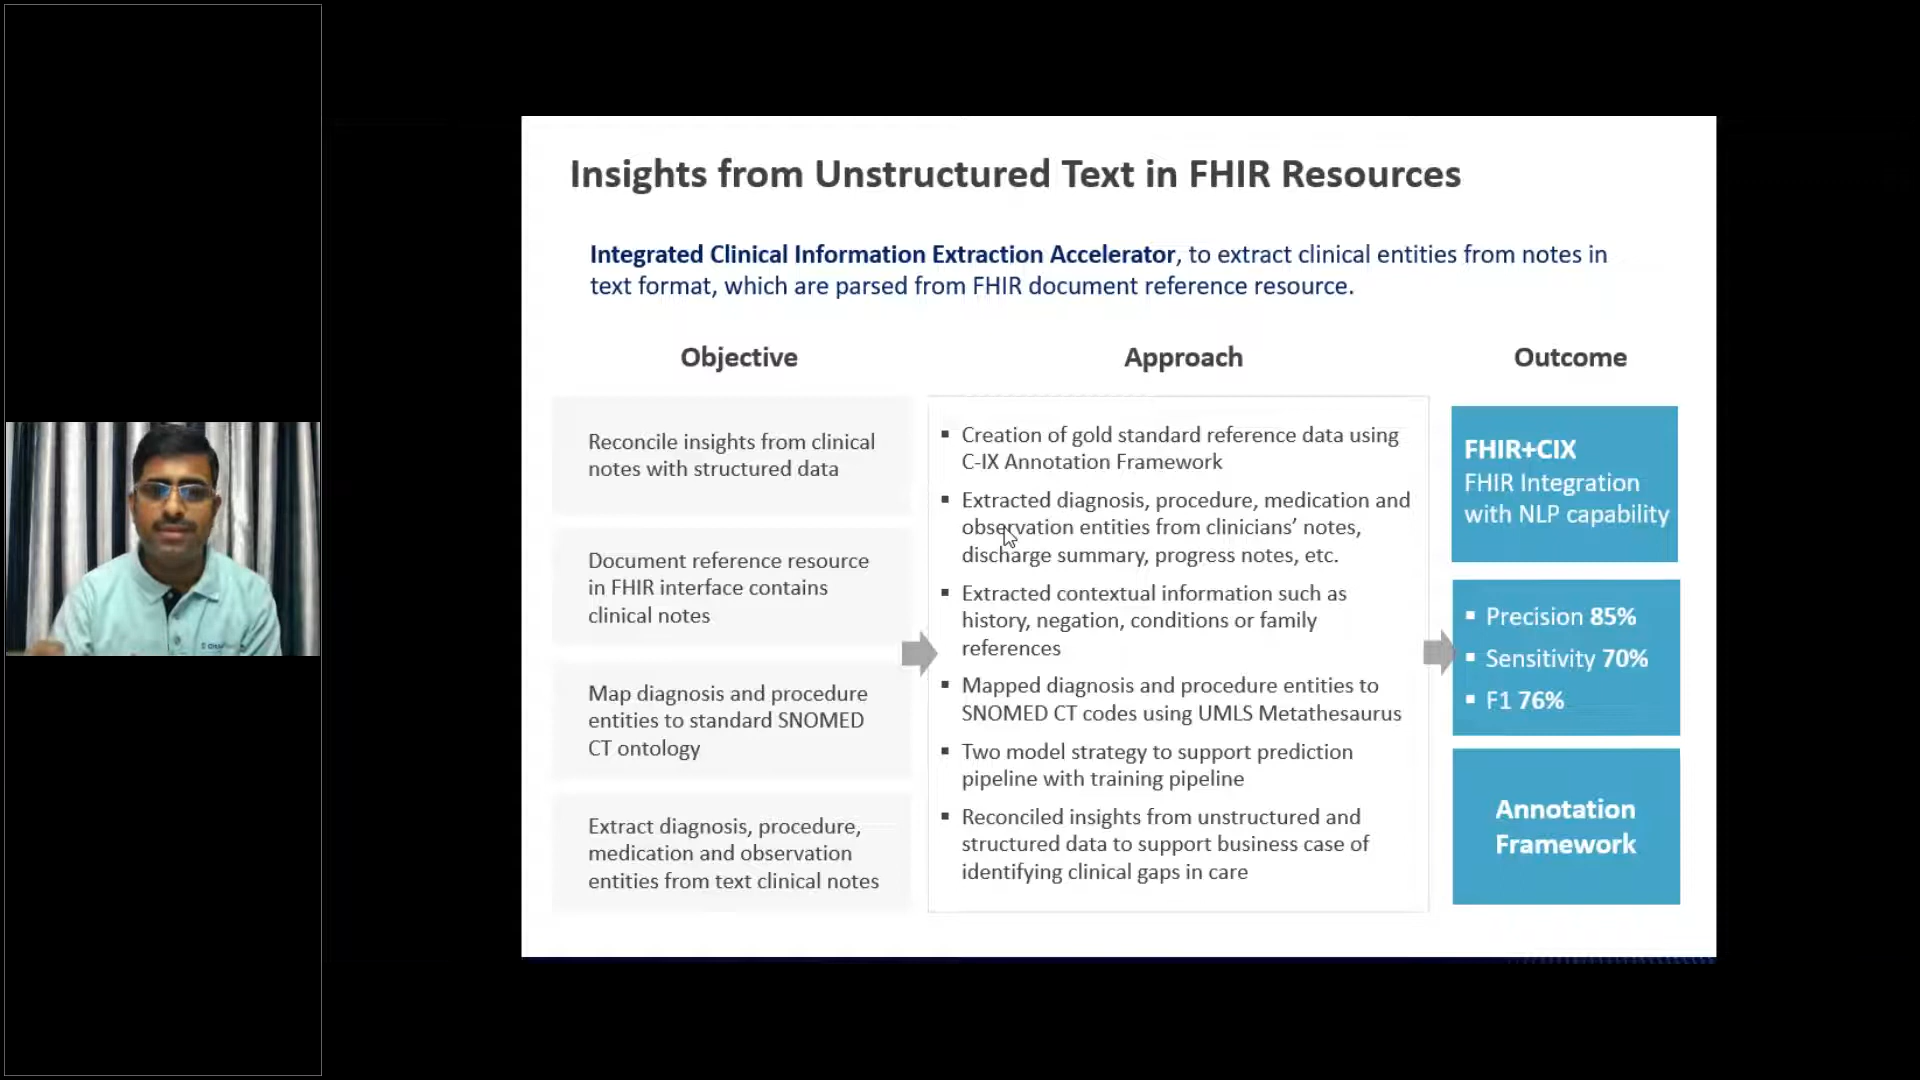 Insights from Unstructured Text in FHIR Resources
Integrated Clinical Information Extraction Accelerator, to extract clinical entities from notes in
text format, which are parsed from FHIR document reference resource.
Objective
Reconcile insights from clinical
notes with structured data
Document reference resource
in FHIR interface contains
clinical notes
Map diagnosis and procedure
entities to standard SNOMED
CT ontology
Extract diagnosis, procedure,
medication and observation
entities from text clinical notes
Approach
▪ Creation of gold standard reference data using
C-IX Annotation Framework
▪ Extracted diagnosis, procedure, medication and
observation entities from clinicians’ notes,
discharge summary, progress notes, etc.
▪ Extracted contextual information such as
history, negation, conditions or family
references
▪ Mapped diagnosis and procedure entities to
SNOMED CT codes using UMLS Metathesaurus
▪ Two model strategy to support prediction
pipeline with training pipeline
▪ Reconciled insights from unstructured and
structured data to support business case of
identifying clinical gaps in care
Outcome
FHIR+CIX
FHIR Integration
with NLP capability
▪ Precision 85%
▪ Sensitivity 70%
▪ F1 76%
Annotation
Framework